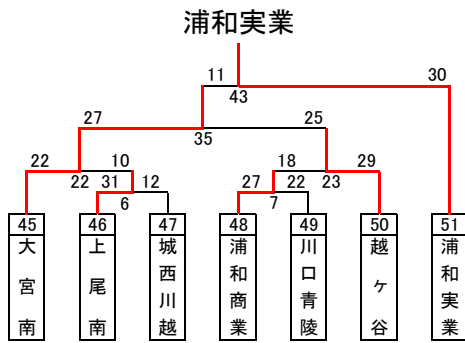 浦和実業
11 30
43
27 25
35
22 10 18 29
22 31 12 27 22 23
6 7
45 46 47 48 49 50 51
大宮南
上尾南
城西川越
浦和商業
川口青陵
越ヶ谷
浦和実業